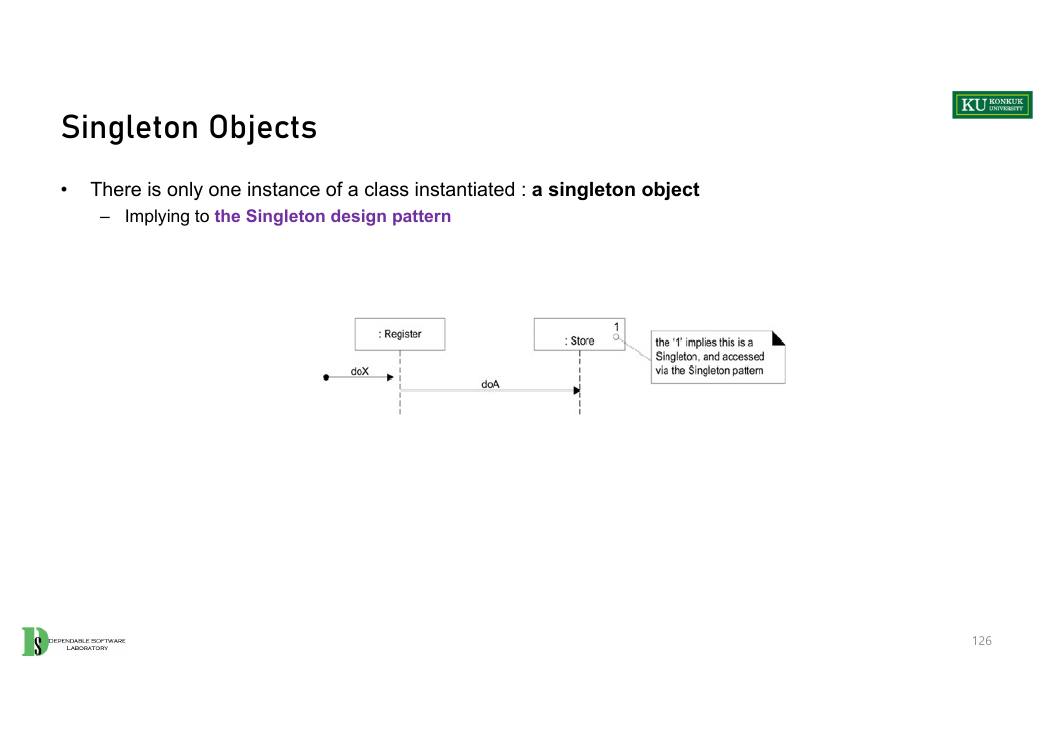 KU KONKUK
UNIVERSITY
Singleton Objects
• There is only one instance of a class instantiated : a singleton object
– Implying to the Singleton design pattern
: Register
1
: Store
the '1' implies this is a
Singleton, and accessed
via the Singleton pattern
doX
doA
DS DEPENDABLE SOFTWARE
LABORATORY
126